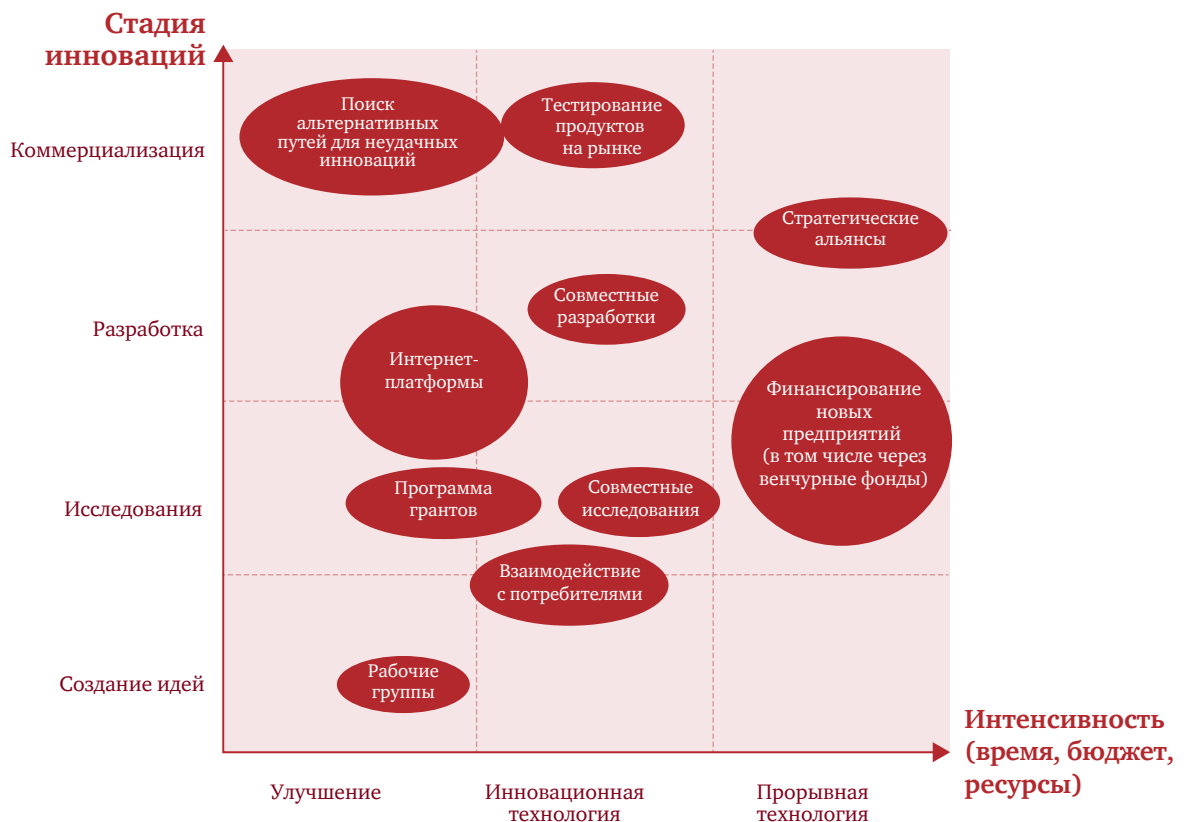 Стадия
инноваций
Коммерциализация
Поиск
альтернативных
путей для неудачных
инноваций
Тестирование
продуктов
на рынке
Стратегические
альянсы
Разработка
Совместные
разработки
Интернет-
платформы
Финансирование
новых
предприятий
(в том числе через
венчурные фонды)
Исследования
Программа
грантов
Совместные
исследования
Взаимодействие
с потребителями
Создание идей
Рабочие
группы
Интенсивность
(время, бюджет,
ресурсы)
Улучшение
Инновационная
технология
Прорывная
технология